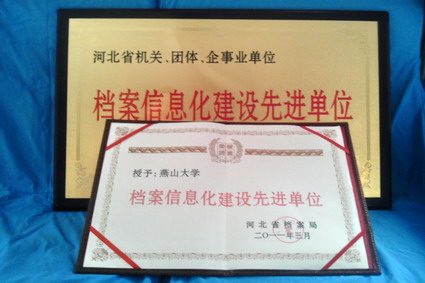 河北省机关、团体、企事业单位
档案信息化建设先进单位
授予：燕山大学
档案信息化建设先进单位
河北省档案局
二〇一一年三月